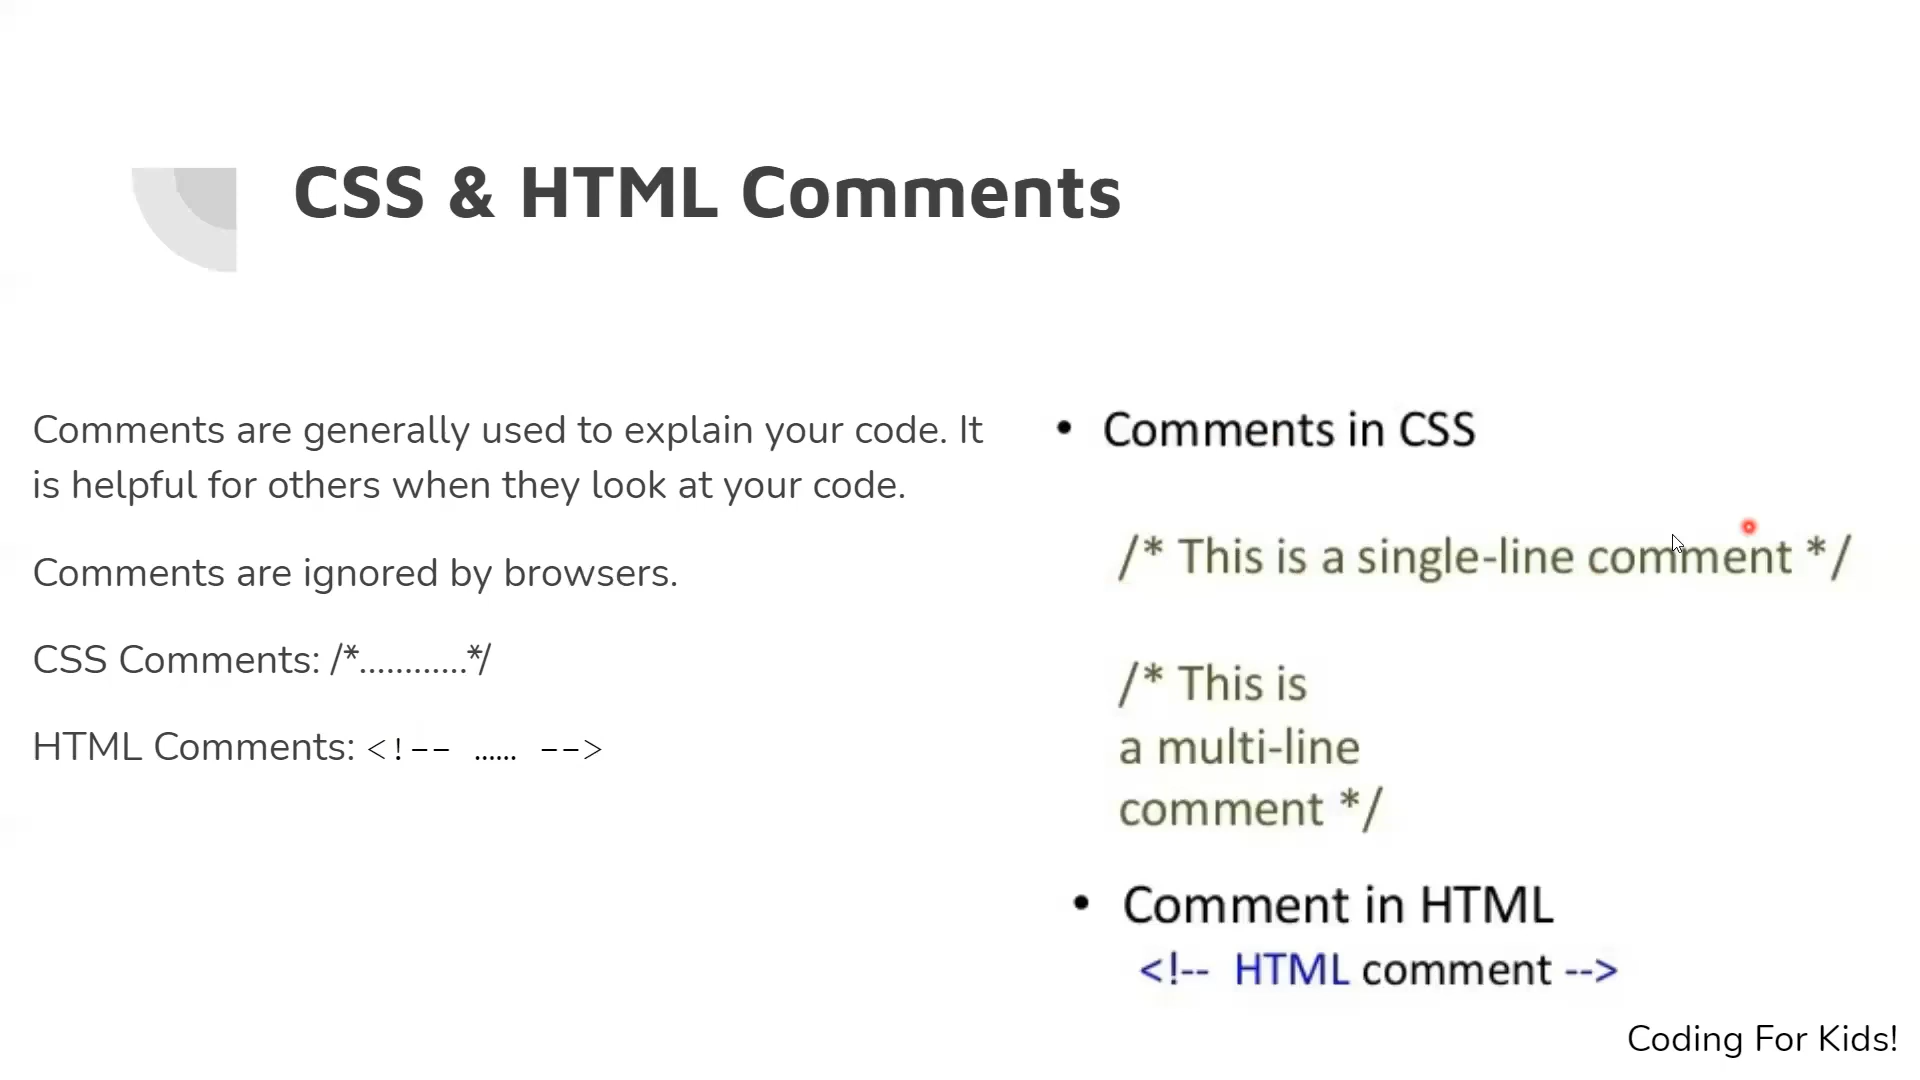 CSS & HTML Comments
Comments are generally used to explain your code. It
is helpful for others when they look at your code.
Comments are ignored by browsers.
CSS Comments: /*............*/
HTML Comments: <!-- ...... -->
• Comments in CSS
/* This is a single-line comment */
/* This is
a multi-line
comment */
• Comment in HTML
<!-- HTML comment -->
Coding For Kids!